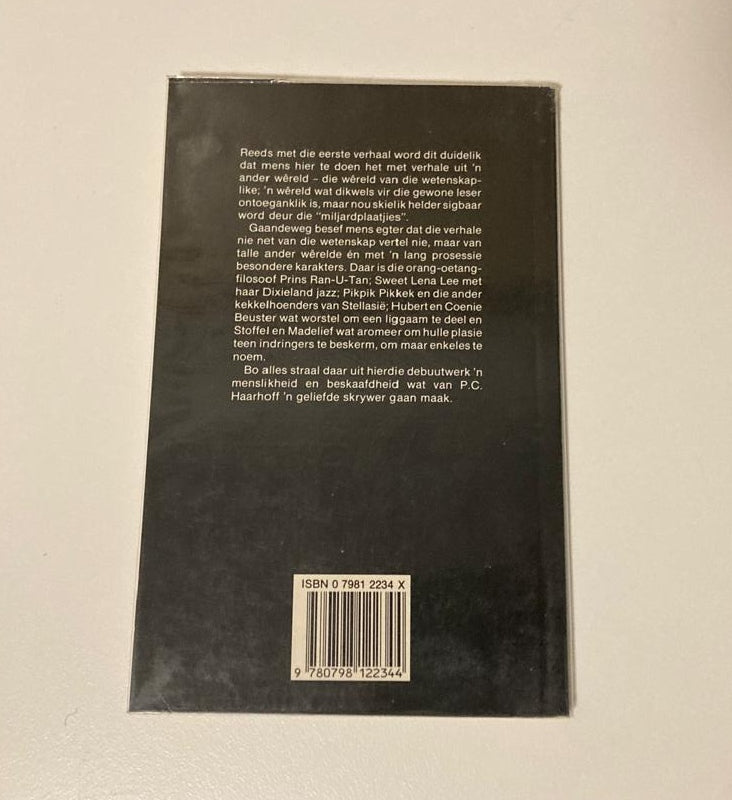 Reeds met die eerste verhaal word dit duidelik
dat mens hier te doen het met verhale uit 'n
ander wêreld – die wêreld van die wetenskap-
like; 'n wêreld wat dikwels vir die gewone leser
ontoeganklik is, maar nou skielik helder sigbaar
word deur die "miljardplaatjies".
Gaandeweg besef mens egter dat die verhale
nie net van die wetenskap vertel nie, maar van
talle ander wêrelde én met 'n lang prosessie
besondere karakters. Daar is die orang-oetang-
filosoof Prins Ran-U-Tan; Sweet Lena Lee met
haar Dixieland jazz; Pikpik Pikkek en die ander
kekkelhoenders van Stellasië; Hubert en Coenie
Beuster wat worstel om een liggaam te deel en
Stoffel en Madelief wat aromeer om hulle plasie
teen indringers te beskerm, om maar enkeles te
noem.
Bo alles straal daar uit hierdie debuutwerk 'n
menslikheid en beskaafdheid wat van P.C.
Haarhoff 'n geliefde skrywer gaan maak.
ISBN 0 7981 2234 X
9 780798 122344